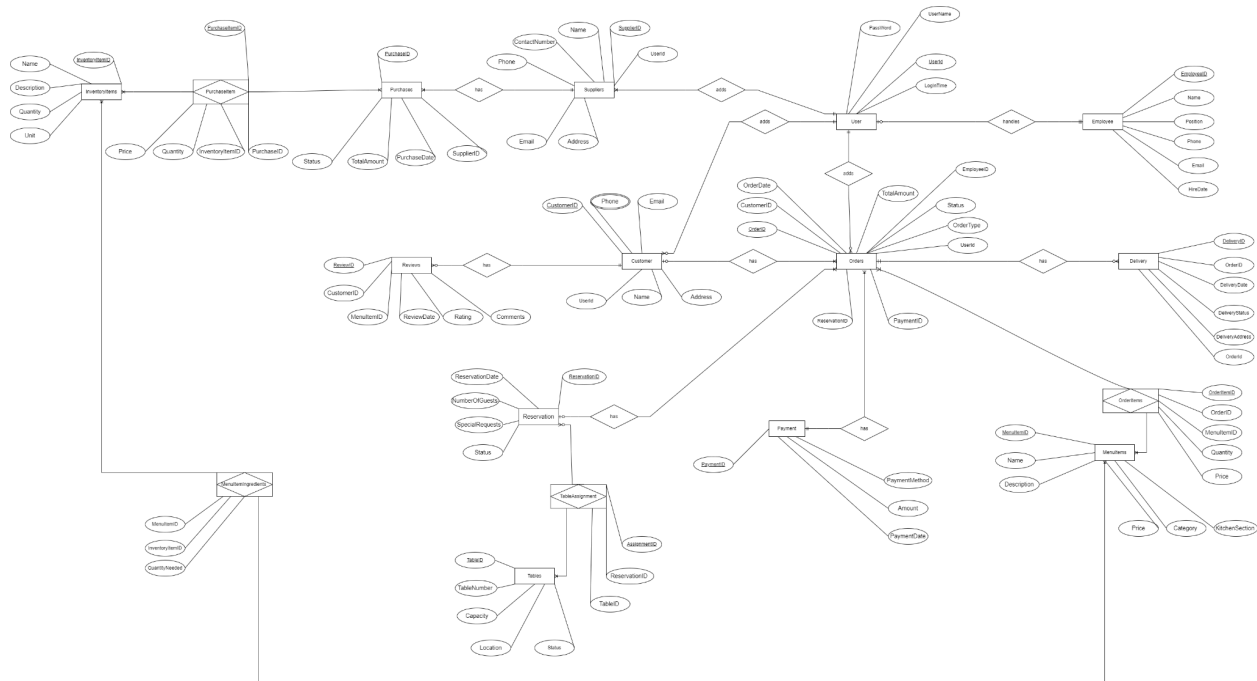 PurchaseItemID
InventoryItemID
Name
Description
Quantity
Unit
InventoryItems
PurchaseItem
Price
Quantity
InventoryItemID
PurchaseID
PurchaseID
Purchases
Status
TotalAmount
PurchaseDate
SupplierID
has
Name
ContactNumber
Phone
SupplierID
UserId
Suppliers
Email
Address
adds
adds
UserName
PassWord
UserId
LoginTime
User
handles
EmployeeID
Name
Position
Phone
Email
HireDate
Employee
adds
CustomerID
Phone
Email
Customer
UserId
Name
Address
has
ReviewID
Reviews
CustomerID
MenuItemID
ReviewDate
Rating
Comments
has
OrderDate
CustomerID
OrderID
TotalAmount
EmployeeID
Status
OrderType
UserId
Orders
ReservationID
PaymentID
has
DeliveryID
OrderID
DeliveryDate
DeliveryStatus
DeliveryAddress
OrderId
Delivery
ReservationDate
ReservationID
NumberOfGuests
SpecialRequests
Status
Reservation
has
Payment
has
PaymentID
PaymentMethod
Amount
PaymentDate
OrderItems
OrderItemID
OrderID
MenuItemID
Quantity
Price
MenuItemID
Name
Description
MenuItems
Price
Category
KitchenSection
MenuItemIngredients
MenuItemID
InventoryItemID
QuantityNeeded
TableAssignment
AssignmentID
ReservationID
TableID
TableID
TableNumber
Capacity
Location
Status
Tables